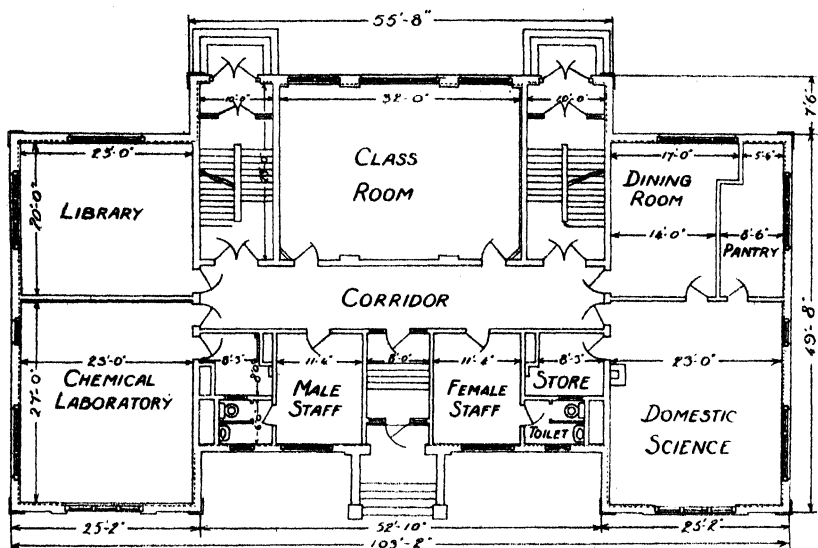 55'-8"
10'-0"
32'-0"
10'-0"
7'6"
23'-0"
17'-0"
5'-6"
CLASS
ROOM
DINING
ROOM
LIBRARY
20'-0"
14'-0"
8'-6"
PANTRY
CORRIDOR
49'-8"
23'-0"
8'-3"
11'-4"
8'-0"
11'-4"
8'-3"
23'-0"
CHEMICAL
LABORATORY
27'-0"
MALE
STAFF
FEMALE
STAFF
STORE
TOILET
DOMESTIC
SCIENCE
25'-2"
52'-10"
25'2"
103'-2"